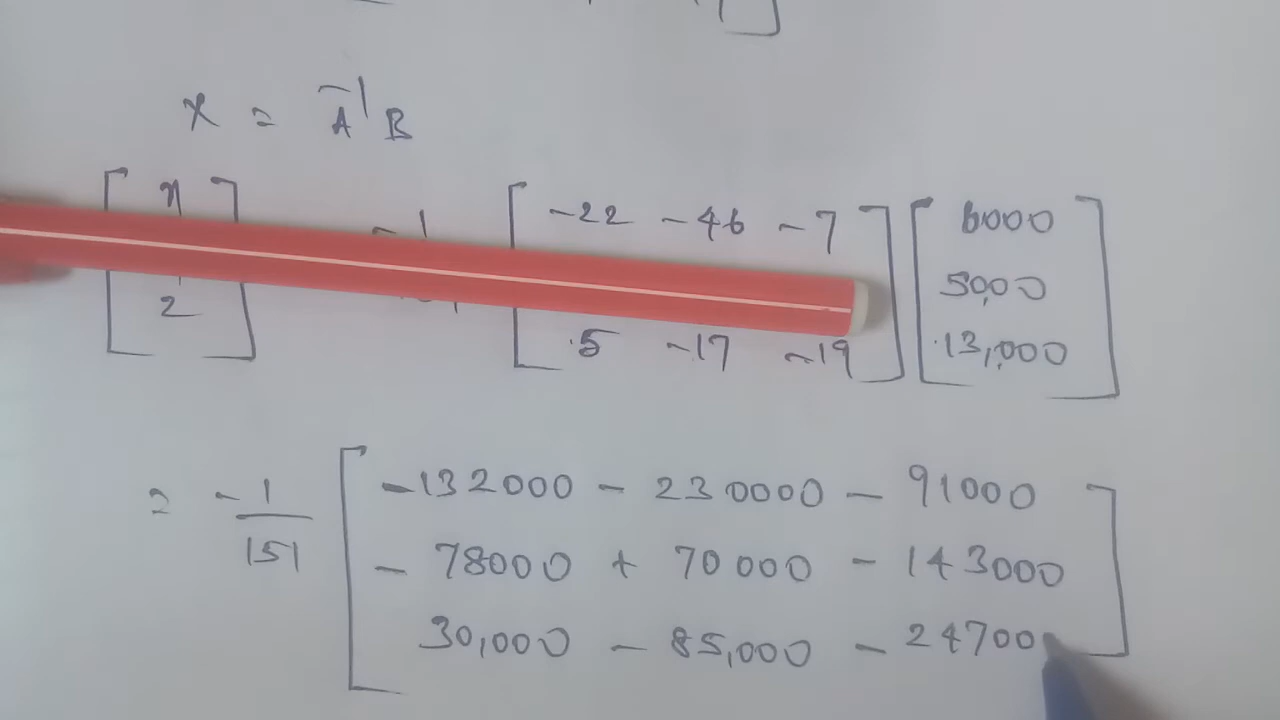 x = A⁻¹ B
[x
z] = -1 [-22 -46 -7
5 -17 -19] [6000
5000
13,000]
= -1/151 [-132000 - 230000 - 91000
- 78000 + 70000 - 143000
30,000 - 85,000 - 24700]